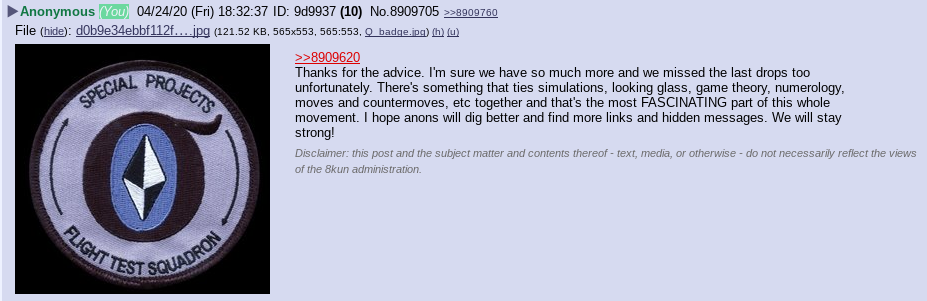 Anonymous (You) 04/24/20 (Fri) 18:32:37 ID: 9d9937 (10) No.8909705 >>8909760
File (hide): d0b9e34ebbf112f….jpg (121.52 KB, 565x553, 565:553, Q_badge.jpg) (h) (u)
SPECIAL PROJECTS
FLIGHT TEST SQUADRON
>>8909620
Thanks for the advice. I'm sure we have so much more and we missed the last drops too
unfortunately. There's something that ties simulations, looking glass, game theory, numerology,
moves and countermoves, etc together and that's the most FASCINATING part of this whole
movement. I hope anons will dig better and find more links and hidden messages. We will stay
strong!
Disclaimer: this post and the subject matter and contents thereof - text, media, or otherwise - do not necessarily reflect the views
of the 8kun administration.